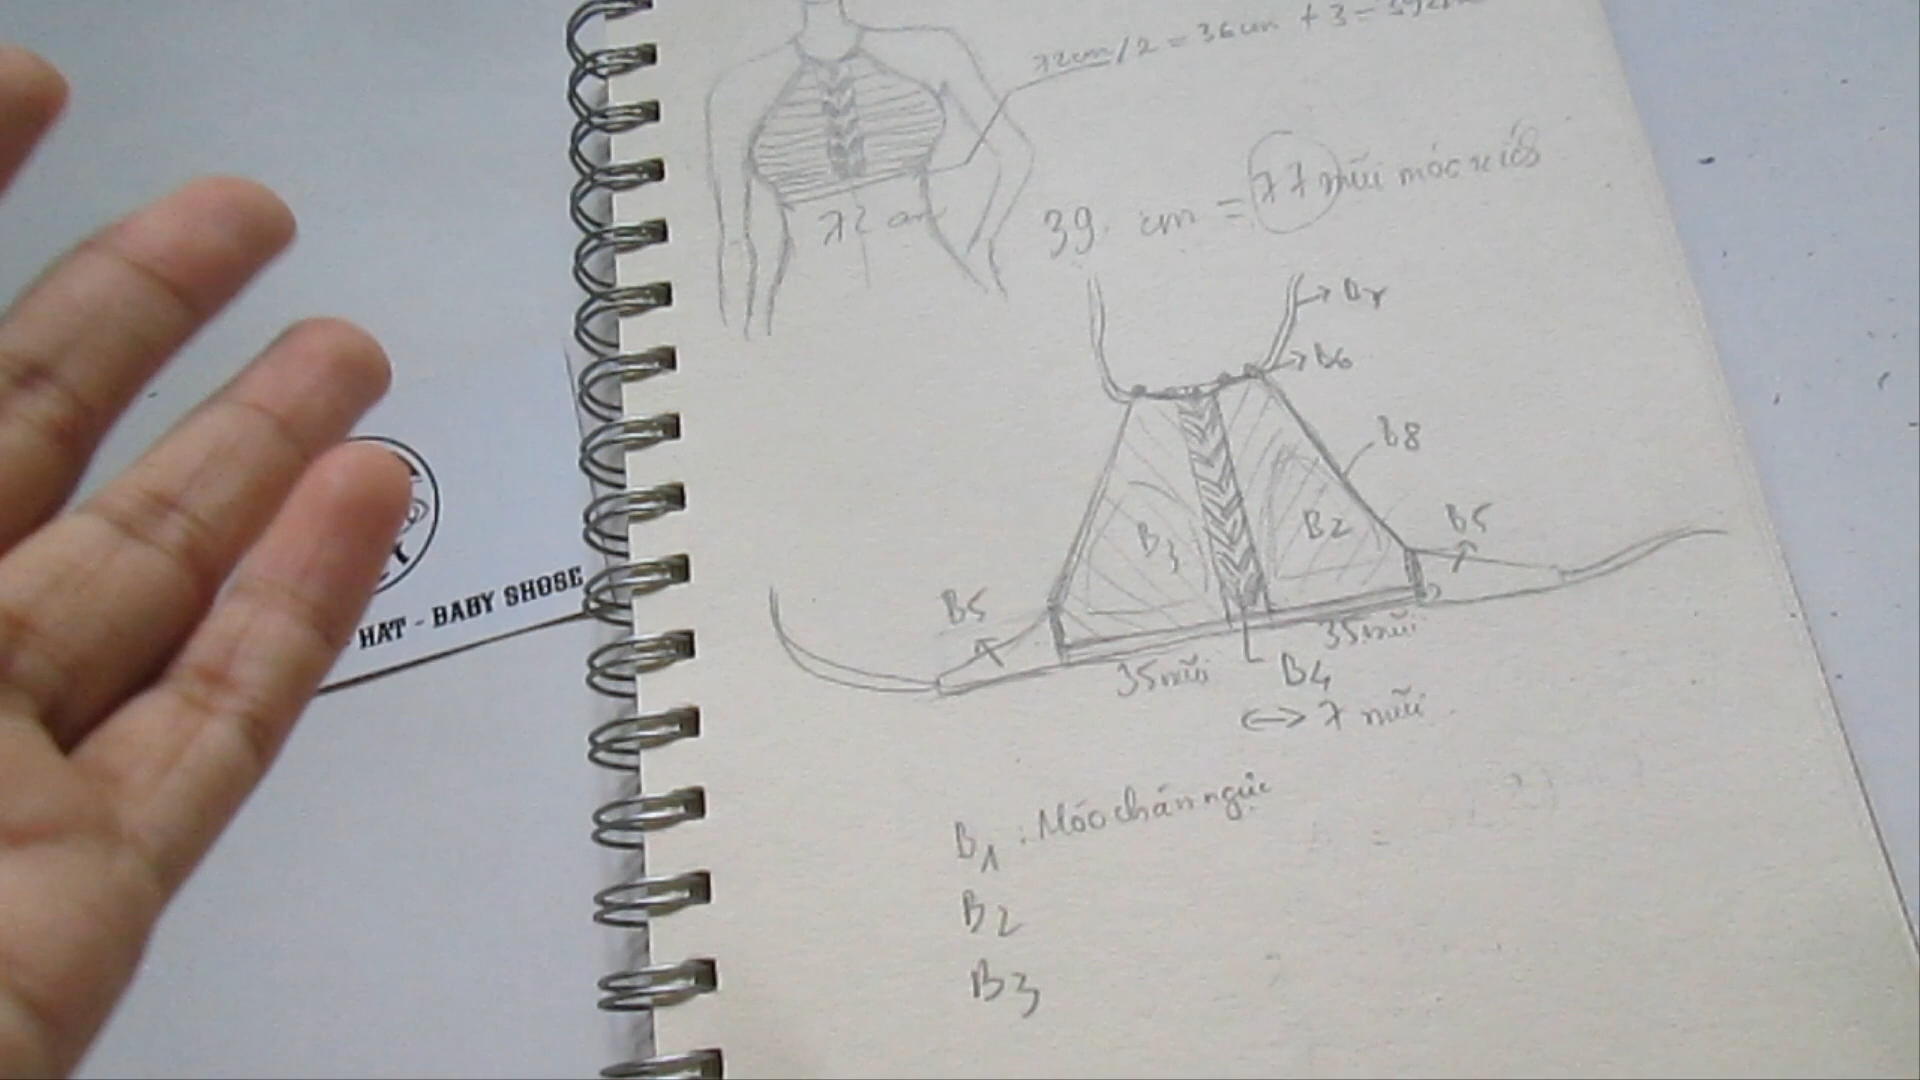 72cm/2 = 36cm + 3 = 39cm
72 cm
39 cm = 77 mũi móc xích
B7
B6
B8
B3
B2
B5
B5
35 mũi
35 mũi
B4
7 mũi
B1 : Móc chân ngực
B2
B3
HAT - BABY SHOSE